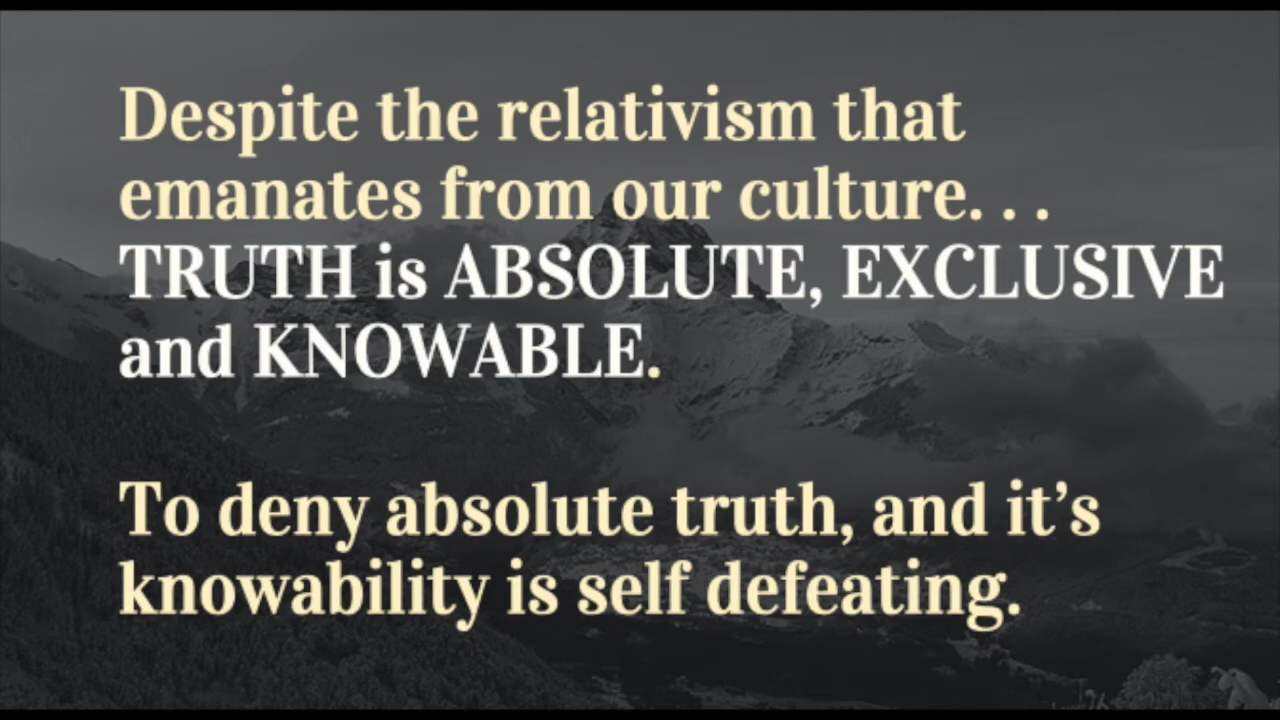 Despite the relativism that
emanates from our culture. . .
TRUTH is ABSOLUTE, EXCLUSIVE
and KNOWABLE.
To deny absolute truth, and it’s
knowability is self defeating.